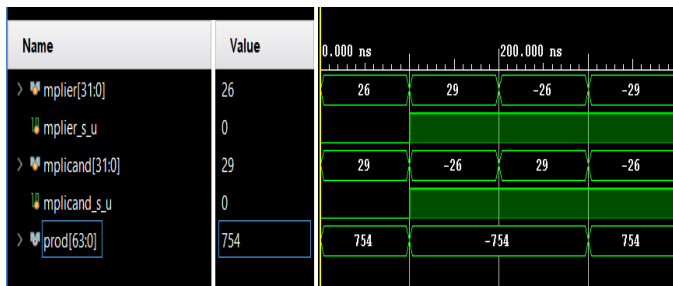 Name Value 0.000 ns 200.000 ns
mplier[31:0] 26 26 29 -26 -29
mplier_s_u 0
mplicand[31:0] 29 29 -26 29 -26
mplicand_s_u 0
prod[63:0] 754 754 -754 754